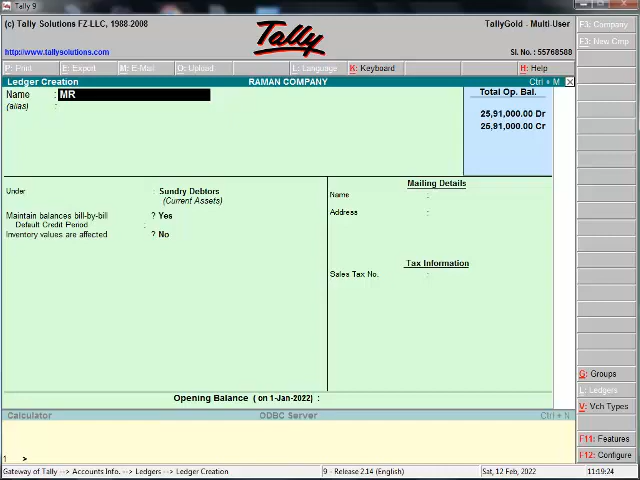 Tally 9
(c) Tally Solutions FZ-LLC, 1988-2008
http://www.tallysolutions.com
Tally
TallyGold - Multi-User
Sl. No. : 55768588
P: Print E: Export M: E-Mail O: Upload L: Language K: Keyboard H: Help
Ledger Creation RAMAN COMPANY Ctrl + M
Name : MR
(alias) :
Total Op. Bal.
25,91,000.00 Dr
25,91,000.00 Cr
Under : Sundry Debtors
(Current Assets)
Maintain balances bill-by-bill ? Yes
Default Credit Period :
Inventory values are affected ? No
Mailing Details
Name :
Address :
Tax Information
Sales Tax No. :
Opening Balance ( on 1-Jan-2022) :
Calculator ODBC Server Ctrl + N
1 >
Gateway of Tally --> Accounts Info. --> Ledgers --> Ledger Creation 9 - Release 2.14 (English) Sat, 12 Feb, 2022 11:19:24
F3: Company
F3: New Cmp
G: Groups
L: Ledgers
V: Vch Types
F11: Features
F12: Configure